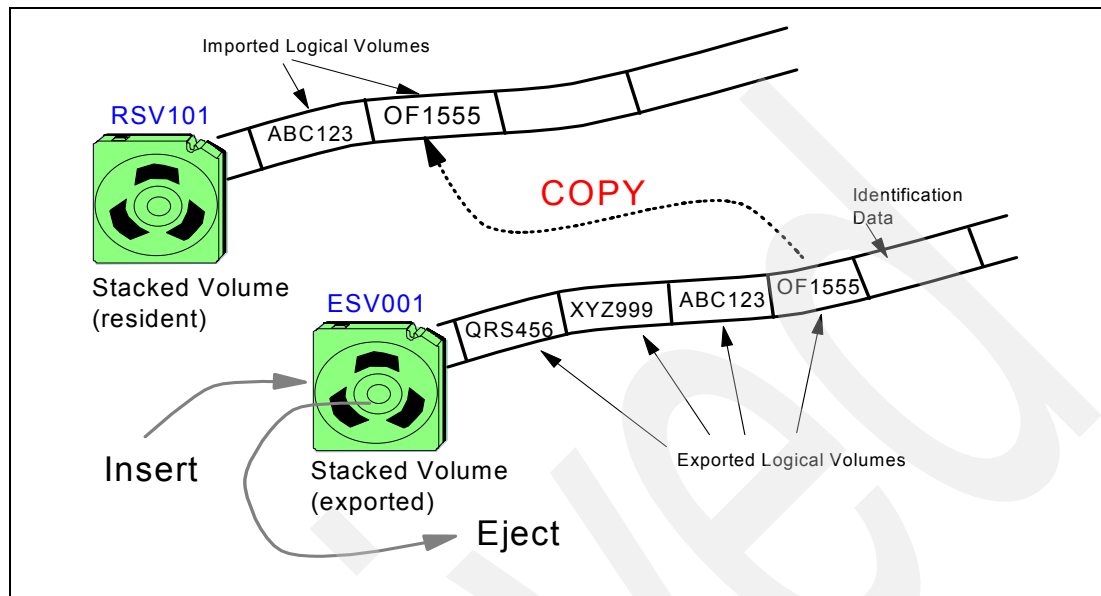 Imported Logical Volumes
RSV101
ABC123
OF1555
COPY
Identification
Data
Stacked Volume
(resident)
ESV001
QRS456
XYZ999
ABC123
OF1555
Insert
Exported Logical Volumes
Stacked Volume
(exported)
Eject